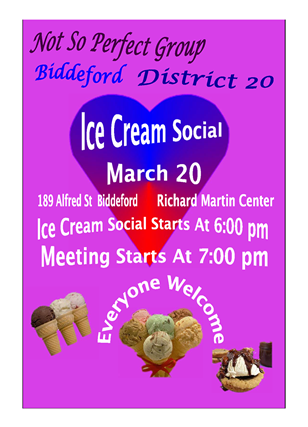 Not So Perfect Group
Biddeford District 20
Ice Cream Social
March 20
189 Alfred St Biddeford Richard Martin Center
Ice Cream Social Starts At 6:00 pm
Meeting Starts At 7:00 pm
Everyone Welcome